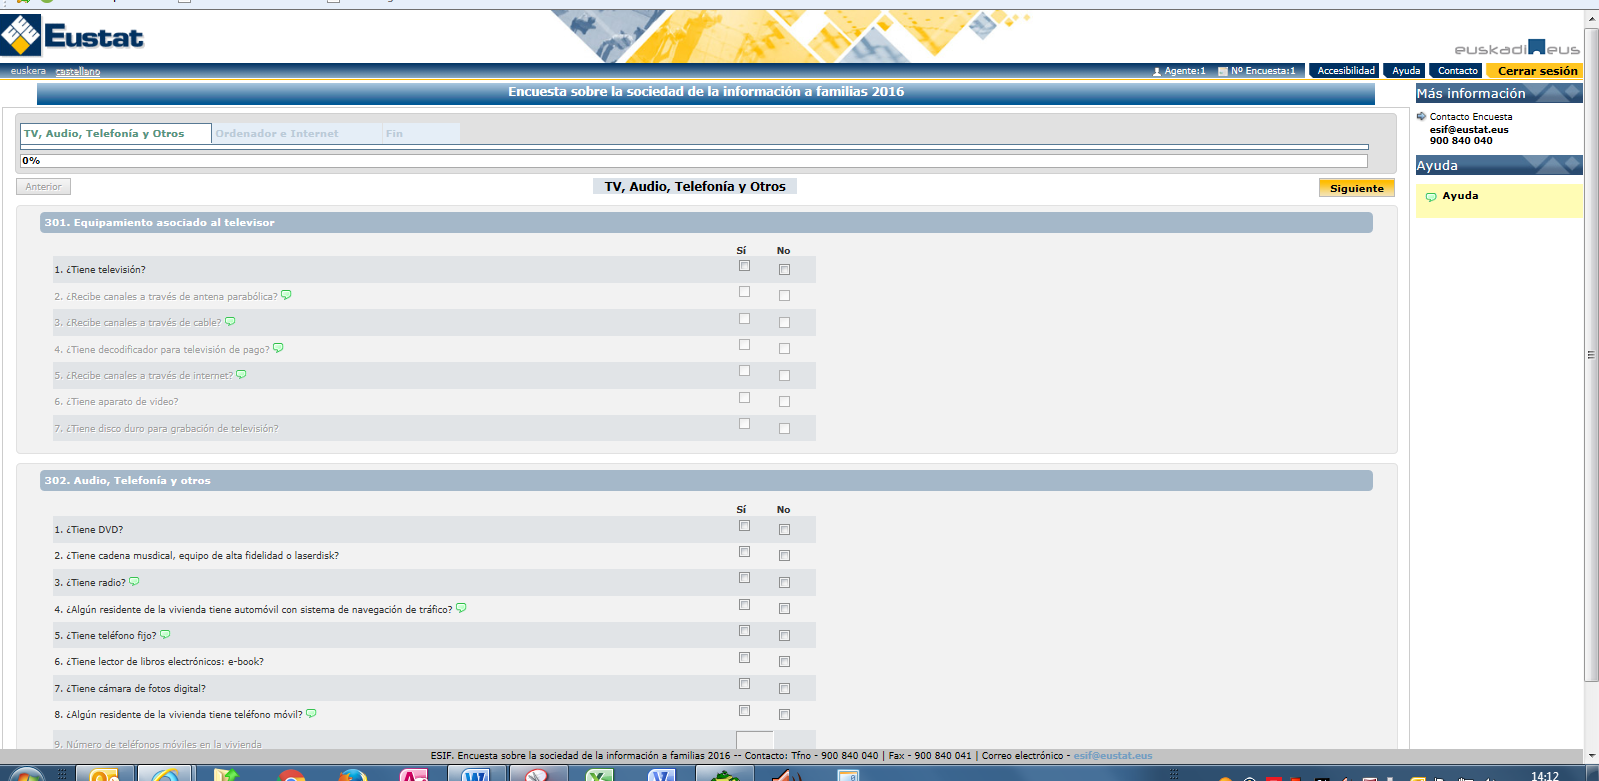 Eustat
euskadi eus
euskera castellano Agente:1 Nº Encuesta:1 Accesibilidad Ayuda Contacto Cerrar sesión
Encuesta sobre la sociedad de la información a familias 2016
Más información
Contacto Encuesta
esif@eustat.eus
900 840 040
Ayuda
Ayuda
TV, Audio, Telefonía y Otros Ordenador e Internet Fin
0%
Anterior TV, Audio, Telefonía y Otros Siguiente
301. Equipamiento asociado al televisor
Sí No
1. ¿Tiene televisión?
2. ¿Recibe canales a través de antena parabólica?
3. ¿Recibe canales a través de cable?
4. ¿Tiene decodificador para televisión de pago?
5. ¿Recibe canales a través de internet?
6. ¿Tiene aparato de video?
7. ¿Tiene disco duro para grabación de televisión?
302. Audio, Telefonía y otros
Sí No
1. ¿Tiene DVD?
2. ¿Tiene cadena musdical, equipo de alta fidelidad o laserdisk?
3. ¿Tiene radio?
4. ¿Algún residente de la vivienda tiene automóvil con sistema de navegación de tráfico?
5. ¿Tiene teléfono fijo?
6. ¿Tiene lector de libros electrónicos: e-book?
7. ¿Tiene cámara de fotos digital?
8. ¿Algún residente de la vivienda tiene teléfono móvil?
9. Número de teléfonos móviles en la vivienda
ESIF. Encuesta sobre la sociedad de la información a familias 2016 -- Contacto: Tfno - 900 840 040 | Fax - 900 840 041 | Correo electrónico - esif@eustat.eus
14:12